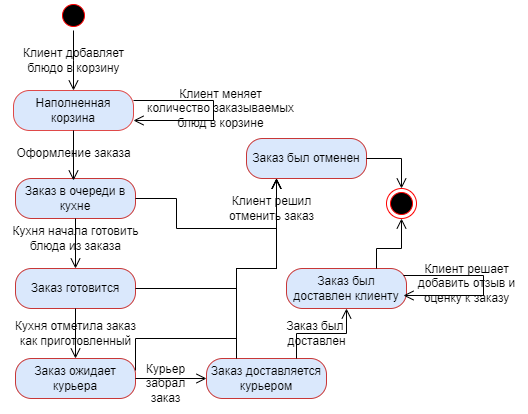 Клиент добавляет
блюдо в корзину
Наполненная
корзина
Клиент меняет
количество заказываемых
блюд в корзине
Оформление заказа
Заказ был отменен
Заказ в очереди в
кухне
Клиент решил
отменить заказ
Кухня начала готовить
блюда из заказа
Заказ готовится
Заказ был
доставлен клиенту
Клиент решает
добавить отзыв и
оценку к заказу
Кухня отметила заказ
как приготовленный
Заказ был
доставлен
Заказ ожидает
курьера
Курьер
забрал
заказ
Заказ доставляется
курьером